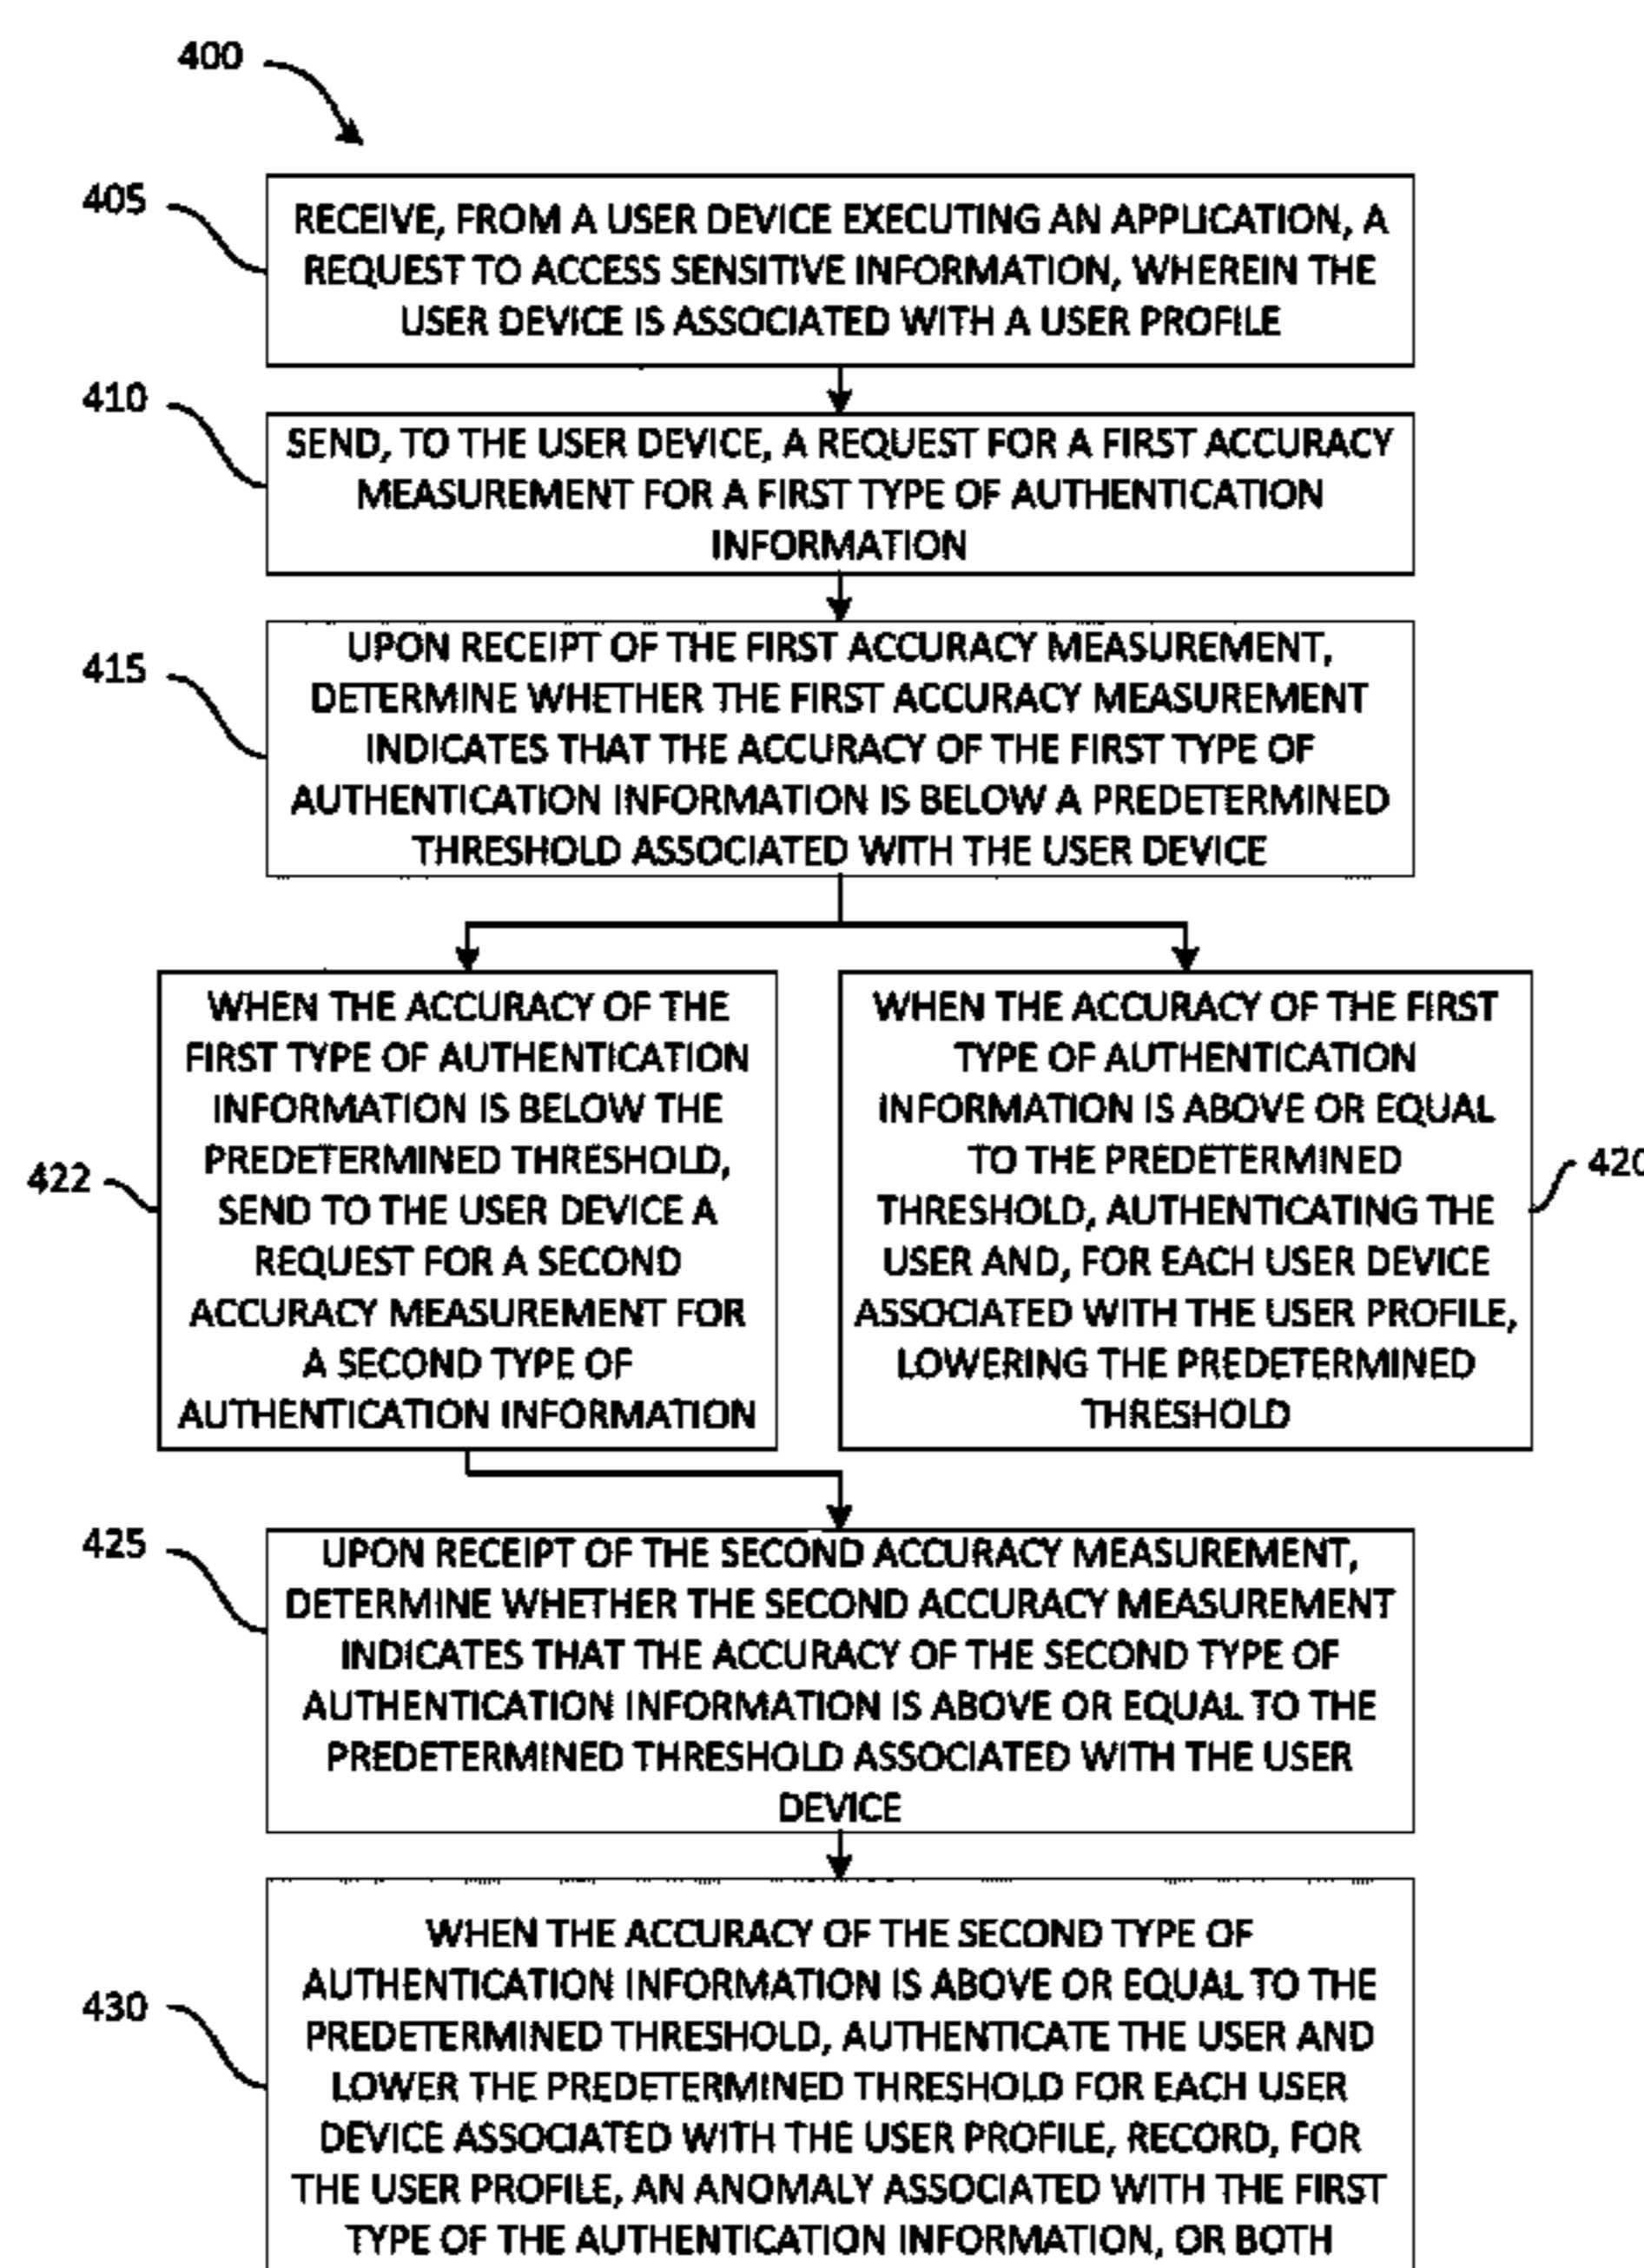 400
405
RECEIVE, FROM A USER DEVICE EXECUTING AN APPLICATION, A
REQUEST TO ACCESS SENSITIVE INFORMATION, WHEREIN THE
USER DEVICE IS ASSOCIATED WITH A USER PROFILE
410
SEND, TO THE USER DEVICE, A REQUEST FOR A FIRST ACCURACY
MEASUREMENT FOR A FIRST TYPE OF AUTHENTICATION
INFORMATION
415
UPON RECEIPT OF THE FIRST ACCURACY MEASUREMENT,
DETERMINE WHETHER THE FIRST ACCURACY MEASUREMENT
INDICATES THAT THE ACCURACY OF THE FIRST TYPE OF
AUTHENTICATION INFORMATION IS BELOW A PREDETERMINED
THRESHOLD ASSOCIATED WITH THE USER DEVICE
422
WHEN THE ACCURACY OF THE
FIRST TYPE OF AUTHENTICATION
INFORMATION IS BELOW THE
PREDETERMINED THRESHOLD,
SEND TO THE USER DEVICE A
REQUEST FOR A SECOND
ACCURACY MEASUREMENT FOR
A SECOND TYPE OF
AUTHENTICATION INFORMATION
WHEN THE ACCURACY OF THE FIRST
TYPE OF AUTHENTICATION
INFORMATION IS ABOVE OR EQUAL
TO THE PREDETERMINED
THRESHOLD, AUTHENTICATING THE
USER AND, FOR EACH USER DEVICE
ASSOCIATED WITH THE USER PROFILE,
LOWERING THE PREDETERMINED
THRESHOLD
420
425
UPON RECEIPT OF THE SECOND ACCURACY MEASUREMENT,
DETERMINE WHETHER THE SECOND ACCURACY MEASUREMENT
INDICATES THAT THE ACCURACY OF THE SECOND TYPE OF
AUTHENTICATION INFORMATION IS ABOVE OR EQUAL TO THE
PREDETERMINED THRESHOLD ASSOCIATED WITH THE USER
DEVICE
430
WHEN THE ACCURACY OF THE SECOND TYPE OF
AUTHENTICATION INFORMATION IS ABOVE OR EQUAL TO THE
PREDETERMINED THRESHOLD, AUTHENTICATE THE USER AND
LOWER THE PREDETERMINED THRESHOLD FOR EACH USER
DEVICE ASSOCIATED WITH THE USER PROFILE, RECORD, FOR
THE USER PROFILE, AN ANOMALY ASSOCIATED WITH THE FIRST
TYPE OF THE AUTHENTICATION INFORMATION, OR BOTH